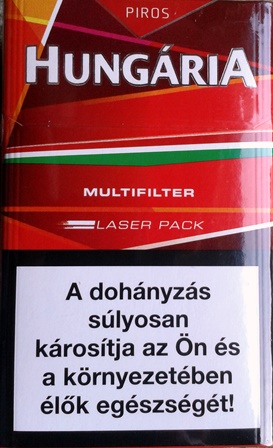 PIROS
HUNGÁRIA
MULTIFILTER
LASER PACK
A dohányzás
súlyosan
károsítja az Ön és
a környezetében
élők egészségét!